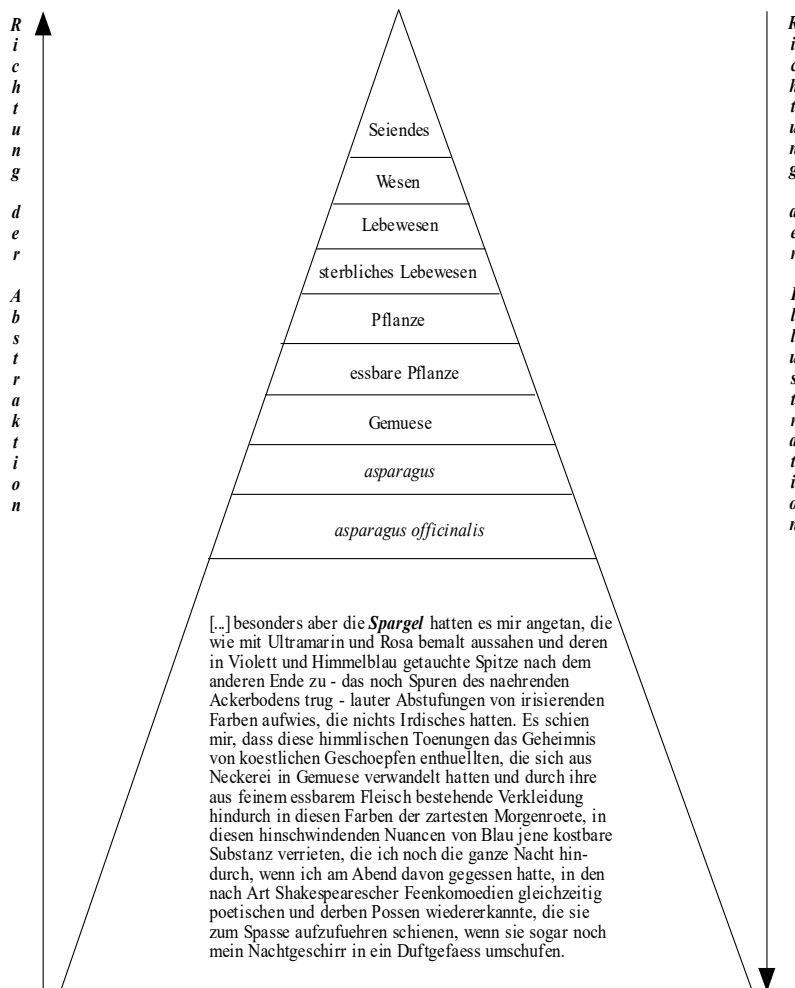 Richtung der Abstraktion
Seiendes
Wesen
Lebewesen
sterbliches Lebewesen
Pflanze
essbare Pflanze
Gemuese
asparagus
asparagus officinalis
[...] besonders aber die Spargel hatten es mir angetan, die
wie mit Ultramarin und Rosa bemalt aussahen und deren
in Violett und Himmelblau getauchte Spitze nach dem
anderen Ende zu - das noch Spuren des naehrenden
Ackerbodens trug - lauter Abstufungen von irisierenden
Farben aufwies, die nichts Irdisches hatten. Es schien
mir, dass diese himmlischen Toenungen das Geheimnis
von koestlichen Geschoepfen enthuellten, die sich aus
Neckerei in Gemuese verwandelt hatten und durch ihre
aus feinem essbarem Fleisch bestehende Verkleidung
hindurch in diesen Farben der zartesten Morgenroete, in
diesen hinschwindenden Nuancen von Blau jene kostbare
Substanz verrieten, die ich noch die ganze Nacht hin-
durch, wenn ich am Abend davon gegessen hatte, in den
nach Art Shakespearescher Feenkomoedien gleichzeitig
poetischen und derben Possen wiedererkannte, die sie
zum Spasse aufzufuehren schienen, wenn sie sogar noch
mein Nachtgeschirr in ein Duftgefaess umschufen.
Richtung der Illustration